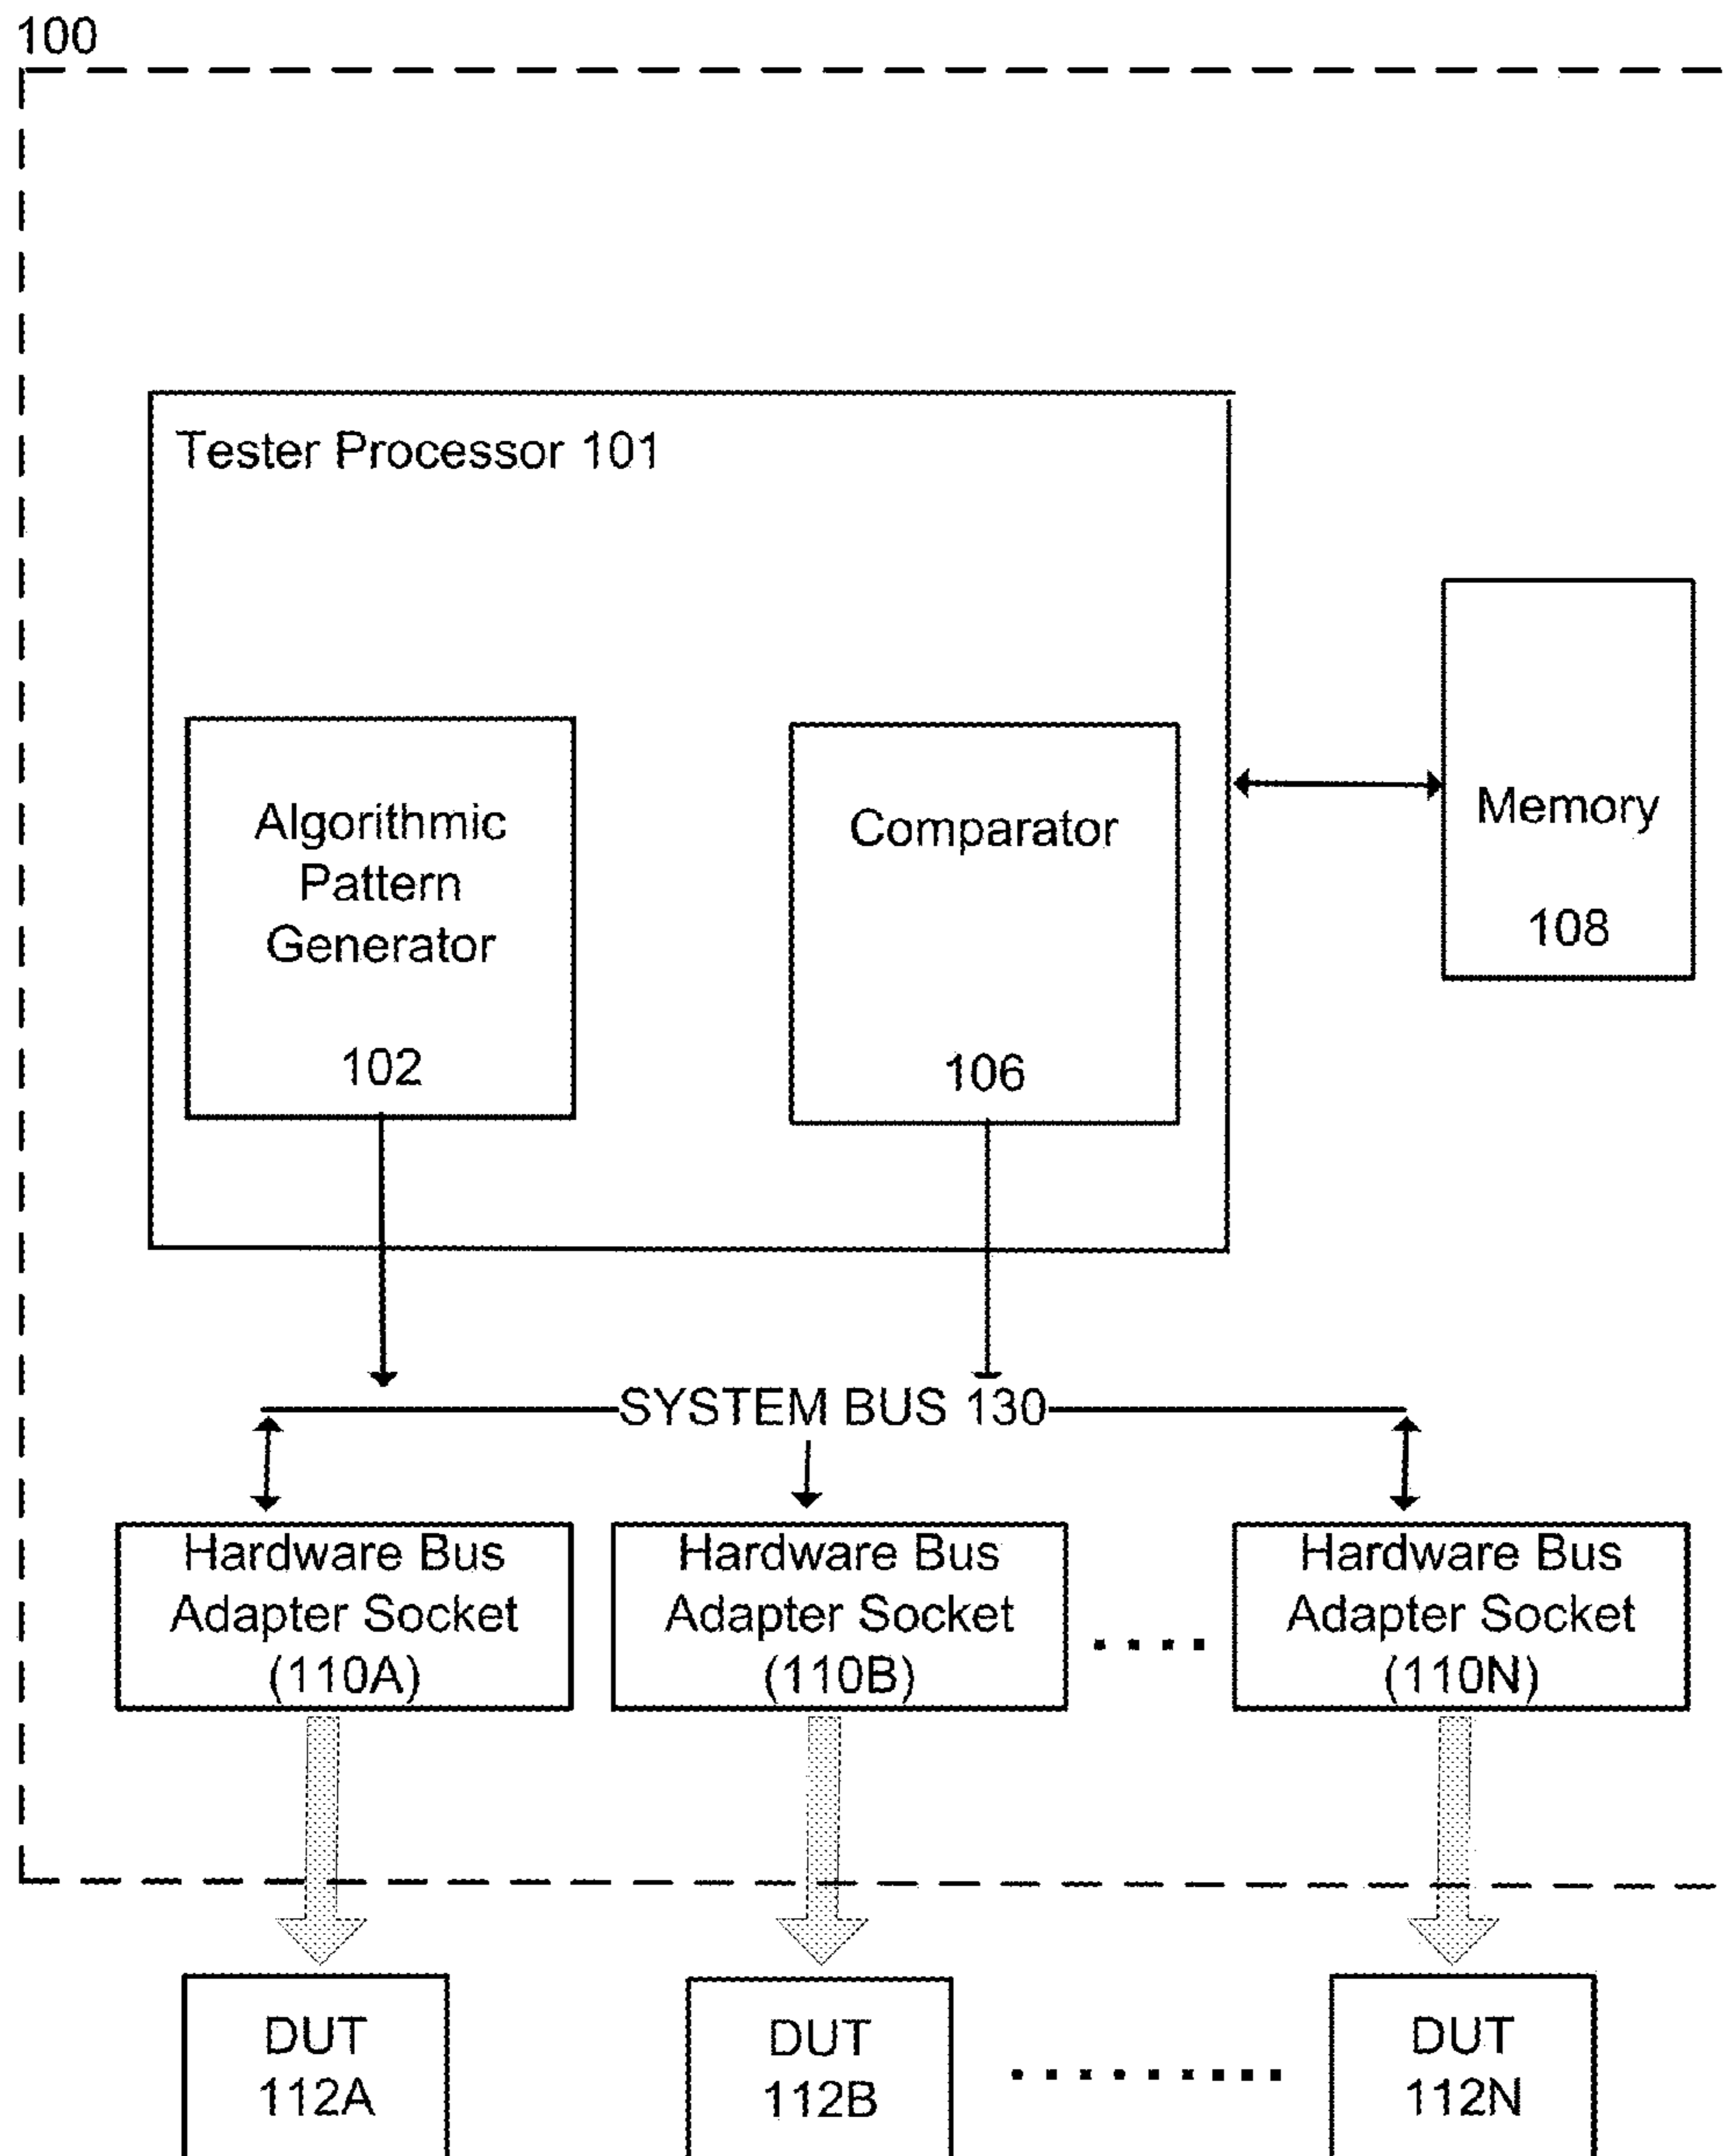 100
Tester Processor 101
Algorithmic
Pattern
Generator
102
Comparator
106
Memory
108
SYSTEM BUS 130
Hardware Bus
Adapter Socket
(110A)
Hardware Bus
Adapter Socket
(110B)
....
Hardware Bus
Adapter Socket
(110N)
DUT
112A
DUT
112B
.........
DUT
112N